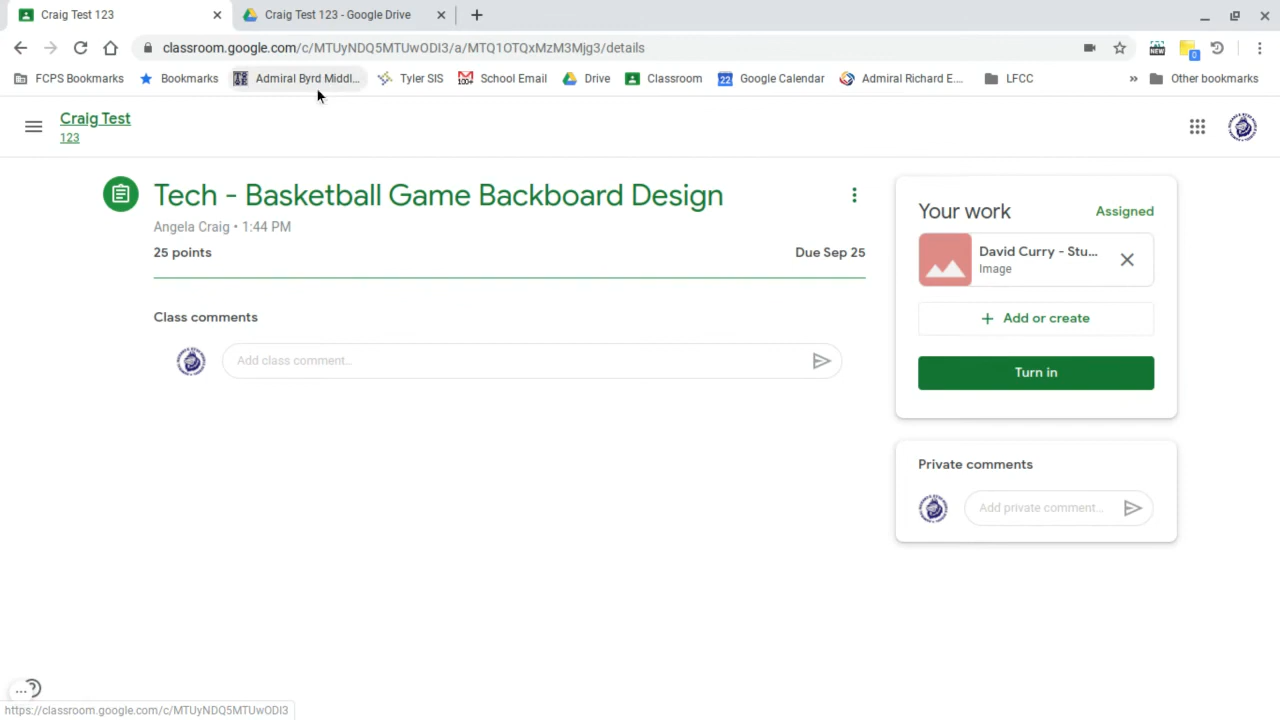 Craig Test 123
Craig Test 123 - Google Drive
classroom.google.com/c/MTUyNDQ5MTUwODI3/a/MTQ1OTQxMzM3Mjg3/details
NEW
0
FCPS Bookmarks
Bookmarks
Admiral Byrd Middl...
Tyler SIS
100+
School Email
Drive
Classroom
22
Google Calendar
Admiral Richard E....
LFCC
»
Other bookmarks
Craig Test
123
Tech - Basketball Game Backboard Design
Angela Craig • 1:44 PM
25 points
Due Sep 25
Class comments
Add class comment...
Your work
Assigned
David Curry - Stu...
Image
+ Add or create
Turn in
Private comments
Add private comment...
https://classroom.google.com/c/MTUyNDQ5MTUwODI3